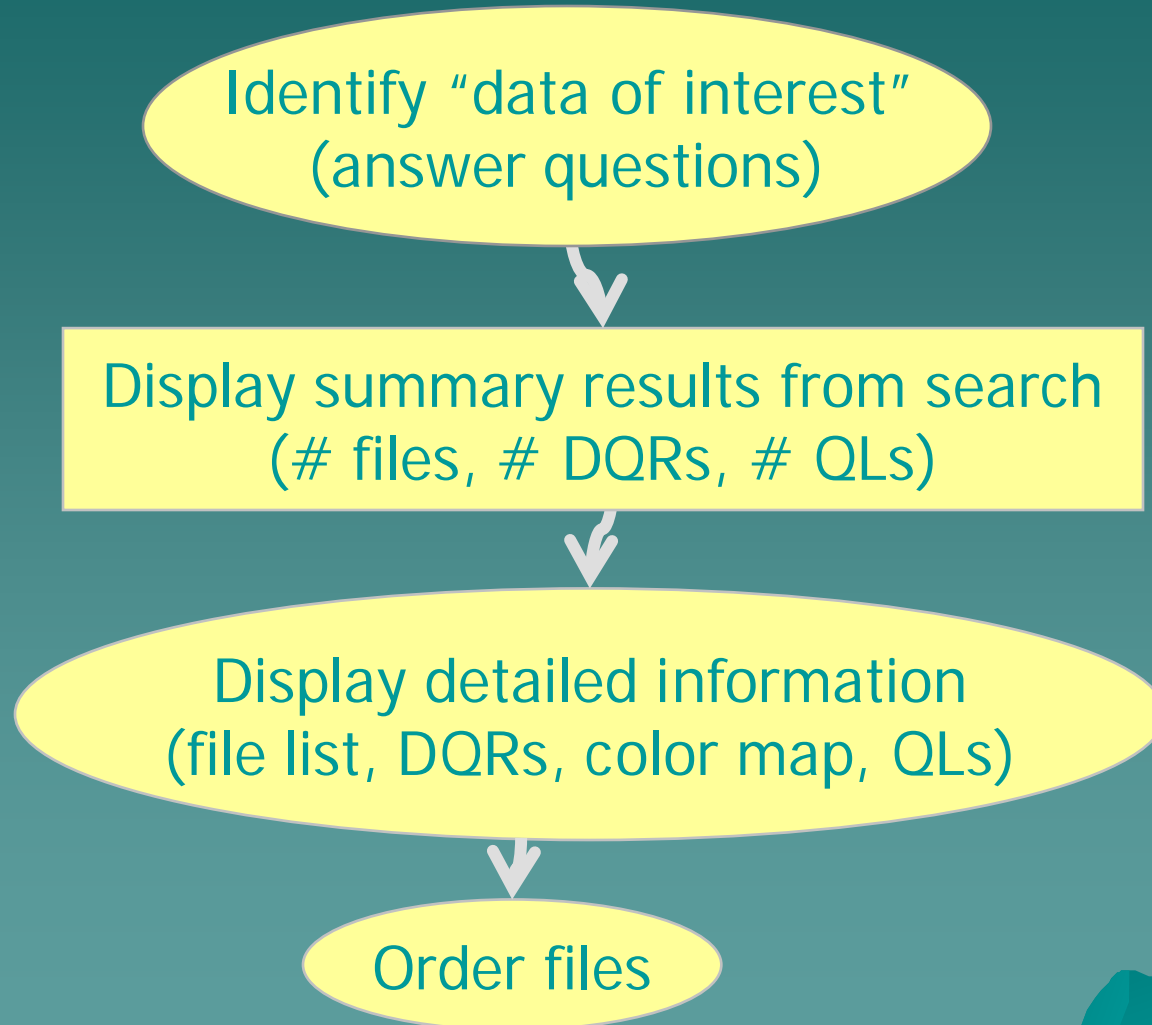 Identify “data of interest”
(answer questions)
Display summary results from search
(# files, # DQRs, # QLs)
Display detailed information
(file list, DQRs, color map, QLs)
Order files